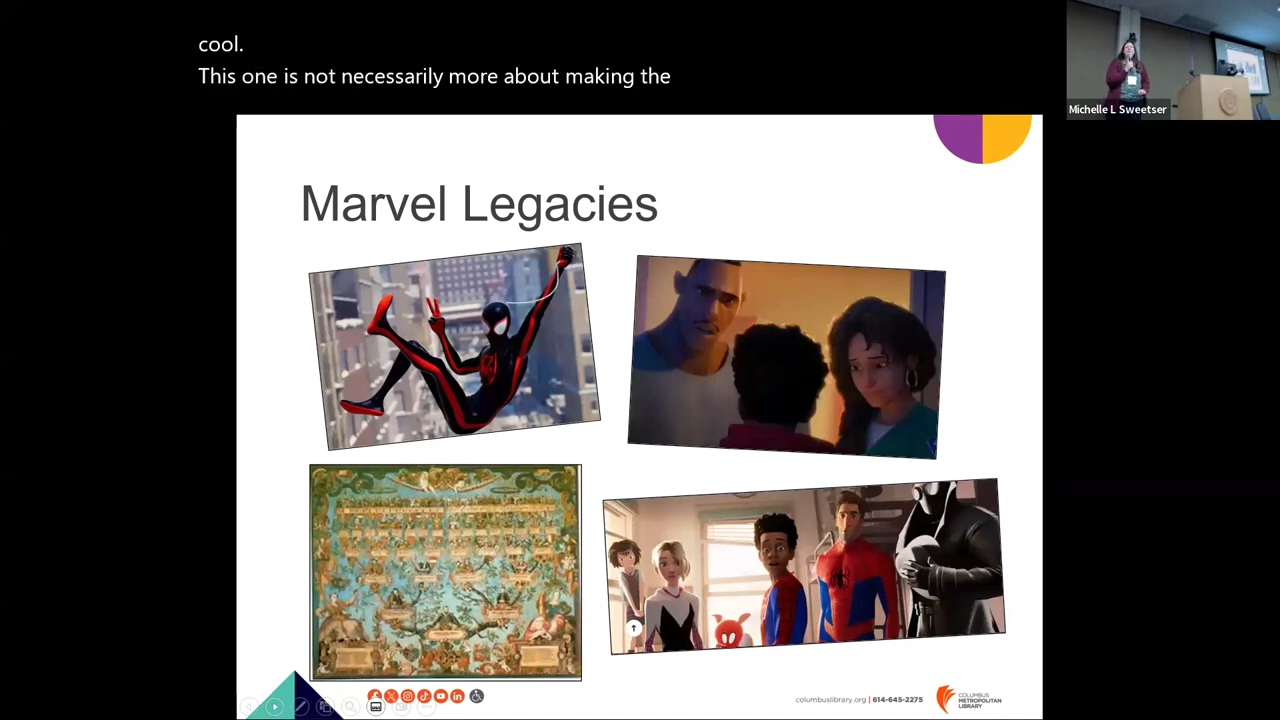 cool.
This one is not necessarily more about making the
Michelle L Sweetser
Marvel Legacies
columbuslibrary.org | 614-645-2275
COLUMBUS
METROPOLITAN
LIBRARY